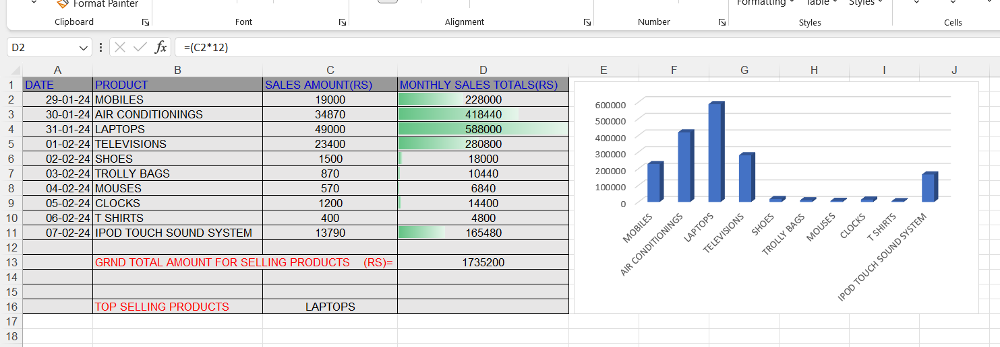 Format Painter
Formatting Table Styles
Clipboard Font Alignment Number Styles Cells
D2 fx =(C2*12)
A B C D E F G H I J
1 DATE PRODUCT SALES AMOUNT(RS) MONTHLY SALES TOTALS(RS)
2 29-01-24 MOBILES 19000 228000
3 30-01-24 AIR CONDITIONINGS 34870 418440
4 31-01-24 LAPTOPS 49000 588000
5 01-02-24 TELEVISIONS 23400 280800
6 02-02-24 SHOES 1500 18000
7 03-02-24 TROLLY BAGS 870 10440
8 04-02-24 MOUSES 570 6840
9 05-02-24 CLOCKS 1200 14400
10 06-02-24 T SHIRTS 400 4800
11 07-02-24 IPOD TOUCH SOUND SYSTEM 13790 165480
12
13 GRND TOTAL AMOUNT FOR SELLING PRODUCTS (RS)= 1735200
14
15
16 TOP SELLING PRODUCTS LAPTOPS
17
18
600000
500000
400000
300000
200000
100000
0
MOBILES
AIR CONDITIONINGS
LAPTOPS
TELEVISIONS
SHOES
TROLLY BAGS
MOUSES
CLOCKS
T SHIRTS
IPOD TOUCH SOUND SYSTEM